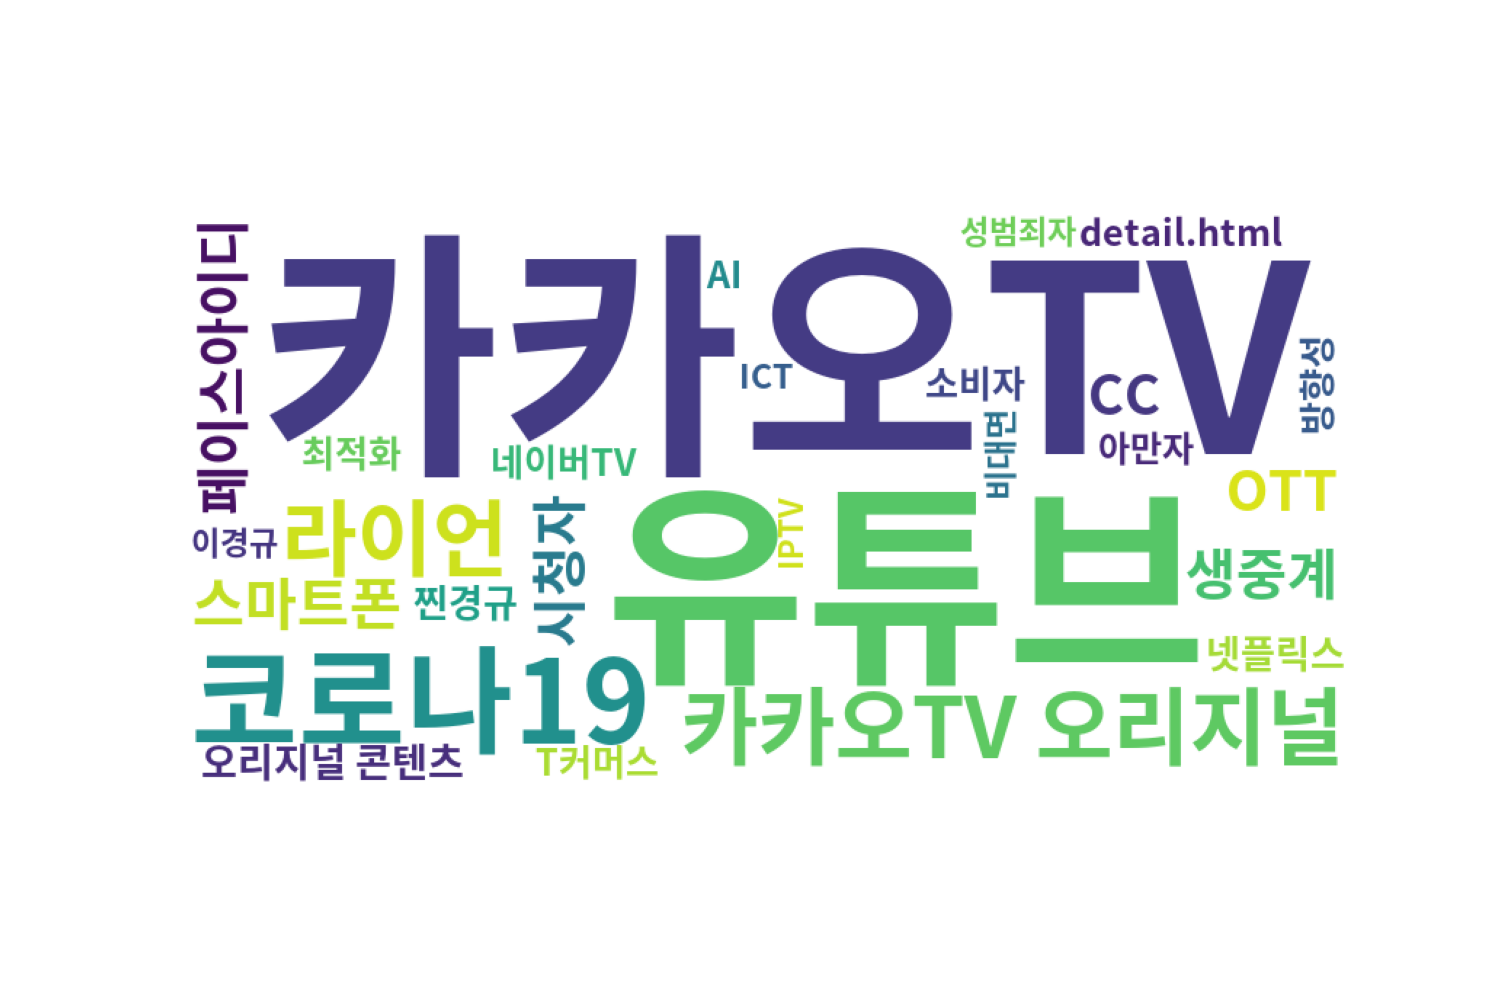 성범죄자
detail.html
페이스아이디
카카오TV
AI
ICT
소비자
CC
방향성
최적화
네이버TV
비대면
아만자
OTT
라이언
시청자
유튜브
IPTV
이경규
생중계
스마트폰
찐경규
넷플릭스
코로나19
카카오TV 오리지널
오리지널 콘텐츠
T커머스